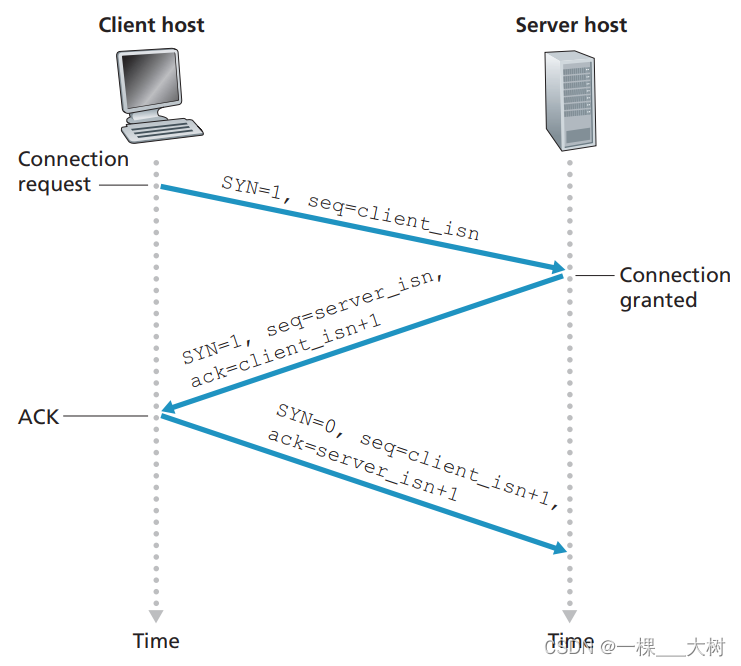 Client host
Server host
Connection
request
SYN=1, seq=client_isn
Connection
granted
SYN=1, seq=server_isn,
ack=client_isn+1
ACK
SYN=0, seq=client_isn+1,
ack=server_isn+1
Time
Time
CSDN @一棵___大树